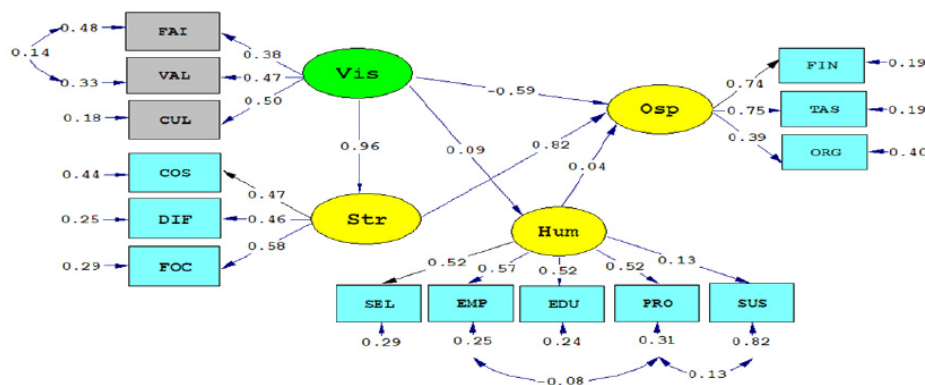 0.48
FAI
0.14
0.38
Vis
0.33
VAL
0.47
-0.59
0.74
FIN
0.19
0.50
0.18
CUL
Osp
0.75
TAS
0.19
0.39
0.96
0.09
0.82
ORG
0.40
0.44
COS
0.47
0.04
0.25
DIF
0.46
Str
Hum
0.58
0.29
FOC
0.52
0.57
0.52
0.52
0.13
SEL
EMP
EDU
PRO
SUS
0.29
0.25
0.24
0.31
0.82
-0.08
0.13